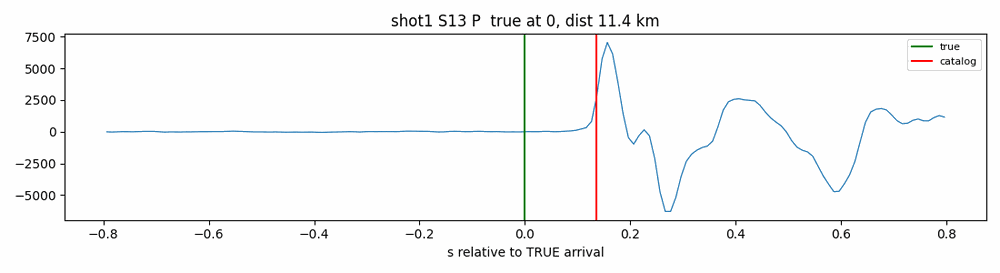 shot1 S13 P  true at 0, dist 11.4 km
7500
5000
2500
0
−2500
−5000
true
catalog
−0.8 −0.6 −0.4 −0.2 0.0 0.2 0.4 0.6 0.8
s relative to TRUE arrival